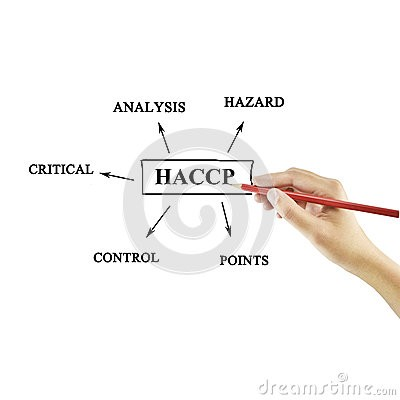 HAZARD
ANALYSIS
CRITICAL
HACCP
CONTROL
POINTS
© dreamstime.com